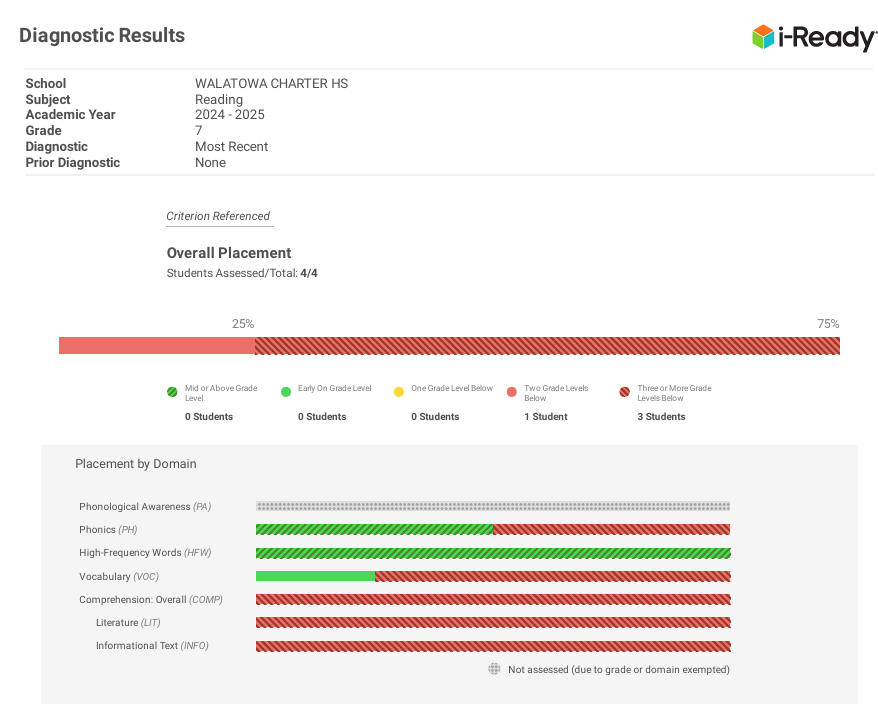 Diagnostic Results
i-Ready
School WALATOWA CHARTER HS
Subject Reading
Academic Year 2024 - 2025
Grade 7
Diagnostic Most Recent
Prior Diagnostic None
Criterion Referenced
Overall Placement
Students Assessed/Total: 4/4
25% 75%
Mid or Above Grade Level
0 Students
Early On Grade Level
0 Students
One Grade Level Below
0 Students
Two Grade Levels Below
1 Student
Three or More Grade Levels Below
3 Students
Placement by Domain
Phonological Awareness (PA)
Phonics (PH)
High-Frequency Words (HFW)
Vocabulary (VOC)
Comprehension: Overall (COMP)
Literature (LIT)
Informational Text (INFO)
Not assessed (due to grade or domain exempted)